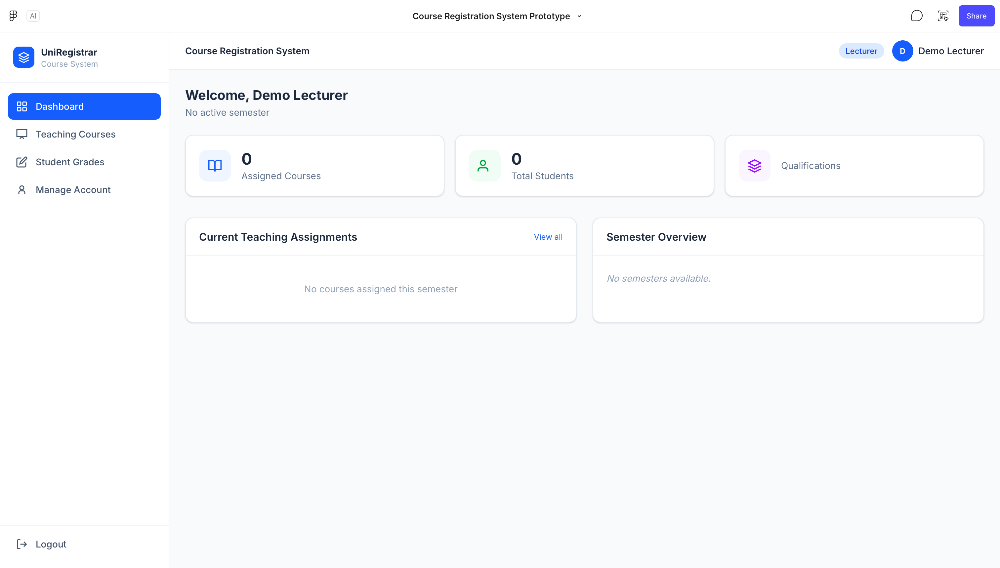 AI
Course Registration System Prototype
Share
UniRegistrar
Course System
Dashboard
Teaching Courses
Student Grades
Manage Account
Logout
Course Registration System
Lecturer
D
Demo Lecturer
Welcome, Demo Lecturer
No active semester
0
Assigned Courses
0
Total Students
Qualifications
Current Teaching Assignments
View all
No courses assigned this semester
Semester Overview
No semesters available.